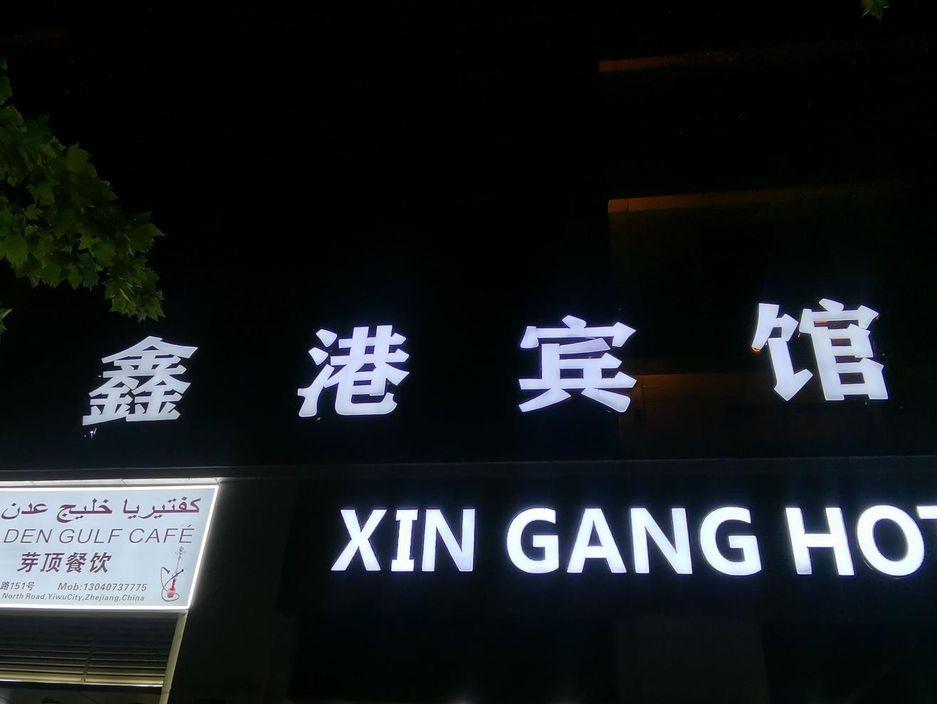 鑫港宾馆
XIN GANG HOT
كفتيريا خليج عدن
DEN GULF CAFÉ
芽顶餐饮
路151号 Mob:13040737775
North Road,YiwuCity,Zhejiang,China